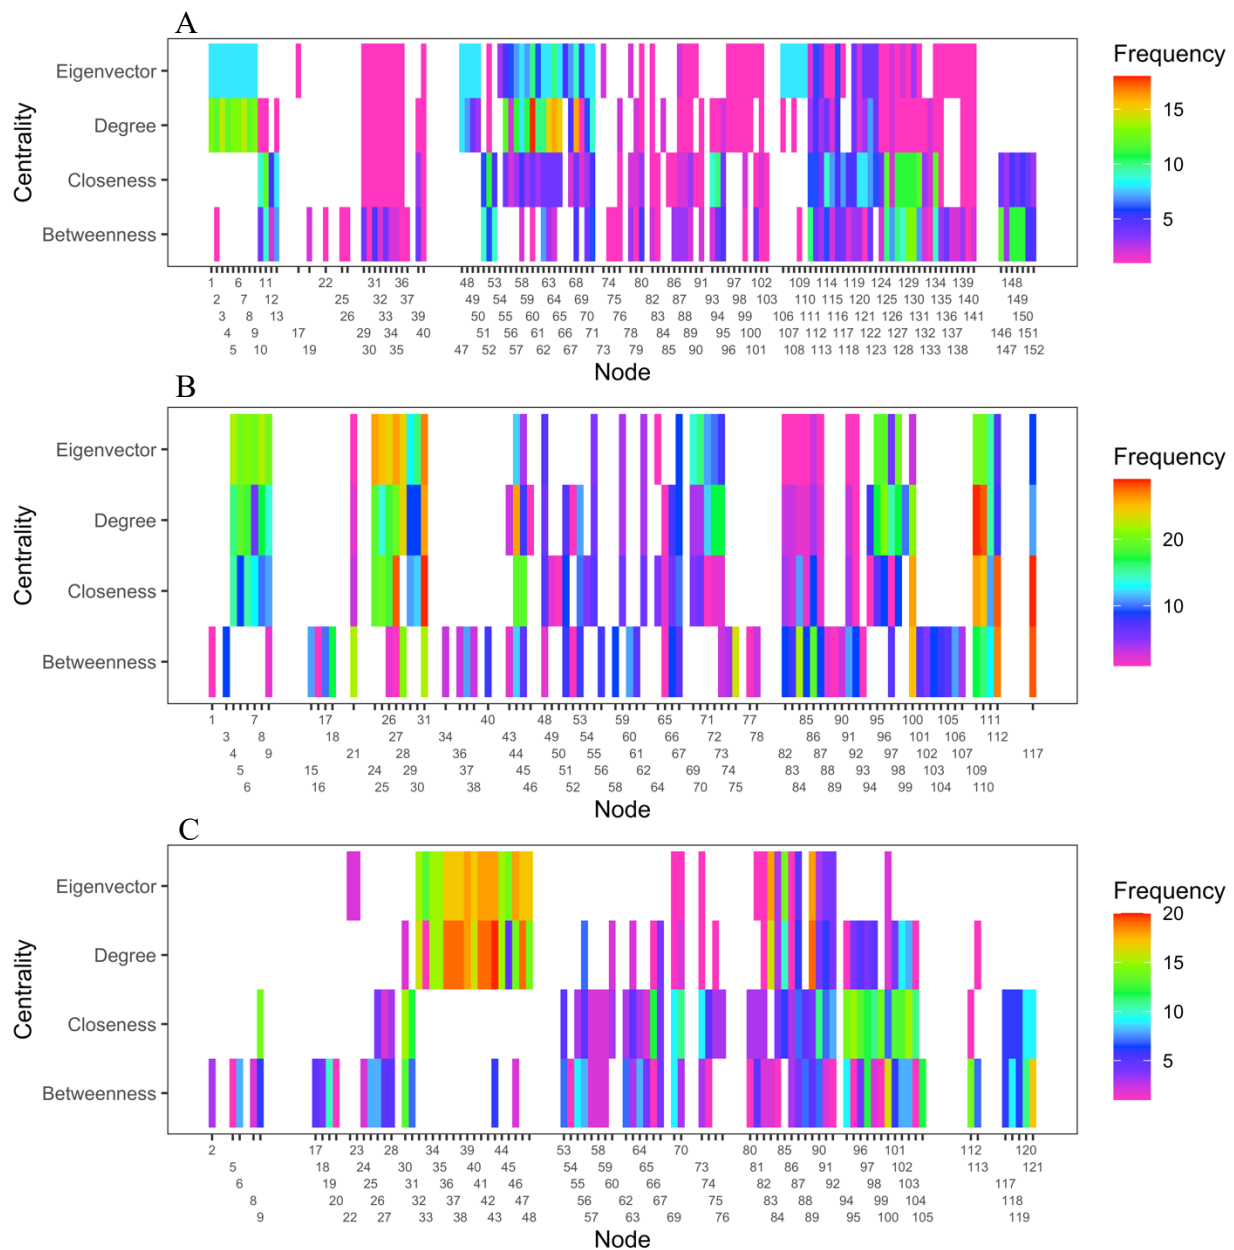 A
Centrality
Eigenvector
Degree
Closeness
Betweenness
1 6 11 22 31 36 48 53 58 63 68 74 80 86 91 97 102 109 114 119 124 129 134 139 148
2 7 12 25 32 37 49 54 59 64 69 75 82 87 93 98 103 110 115 120 125 130 135 140 149
3 8 13 26 33 39 50 55 60 65 70 76 83 88 94 99 106 111 116 121 126 131 136 141 150
4 9 17 29 34 40 51 56 61 66 71 78 84 89 95 100 107 112 117 122 127 132 137 146 151
5 10 19 30 35 47 52 57 62 67 73 79 85 90 96 101 108 113 118 123 128 133 138 147 152
Node
Frequency
15
10
5
B
Centrality
Eigenvector
Degree
Closeness
Betweenness
1 7 17 26 31 40 48 53 59 65 71 77 85 90 95 100 105 111
3 8 18 27 34 43 49 60 66 72 78 86 91 96 101 106 112
4 9 21 28 36 44 50 55 61 67 73 82 87 92 97 102 107 117
5 15 24 29 37 45 51 56 62 69 74 83 88 93 98 103 109
6 16 25 30 38 46 52 58 64 70 75 84 89 94 99 104 110
Node
Frequency
20
10
C
Centrality
Eigenvector
Degree
Closeness
Betweenness
2 17 23 28 34 39 44 53 58 64 70 80 85 90 96 101 112 120
5 18 24 30 35 40 45 54 59 65 73 81 86 91 97 102 113 121
6 19 25 31 36 41 46 55 60 66 74 82 87 92 98 103 117
8 20 26 32 37 42 47 56 62 67 75 83 88 94 99 104 118
9 22 27 33 38 43 48 57 63 69 76 84 89 95 100 105 119
Node
Frequency
20
15
10
5